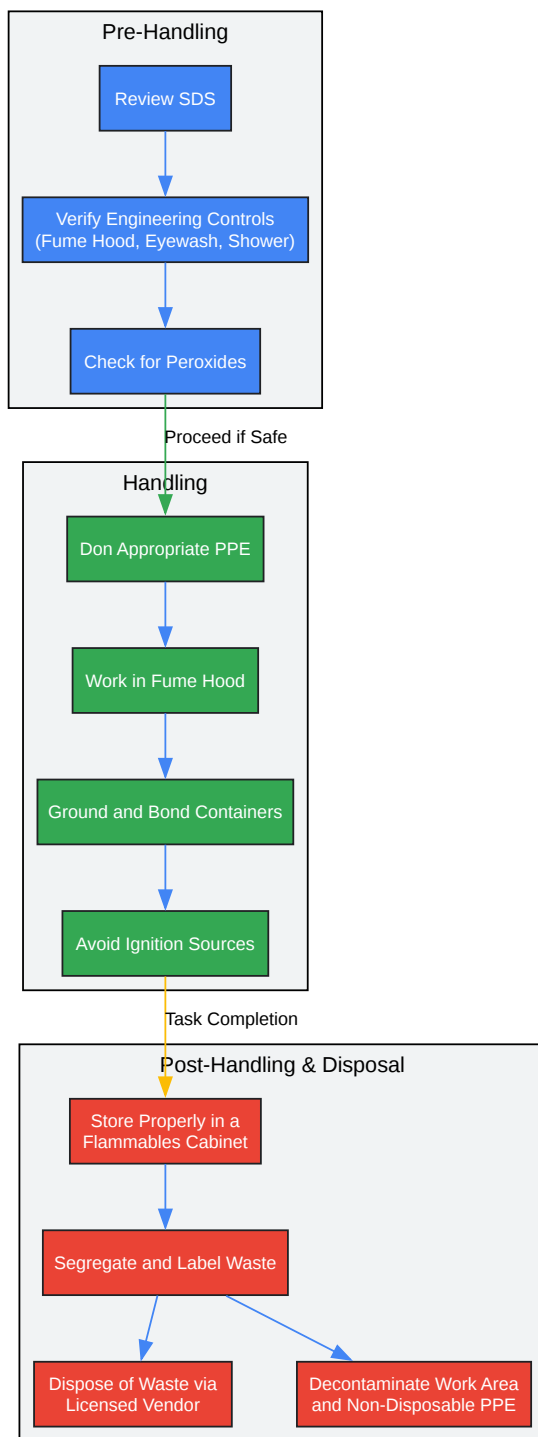 Pre-Handling
Review SDS
Verify Engineering Controls
(Fume Hood, Eyewash, Shower)
Check for Peroxides
Proceed if Safe
Handling
Don Appropriate PPE
Work in Fume Hood
Ground and Bond Containers
Avoid Ignition Sources
Task Completion
Post-Handling & Disposal
Store Properly in a
Flammables Cabinet
Segregate and Label Waste
Dispose of Waste via
Licensed Vendor
Decontaminate Work Area
and Non-Disposable PPE